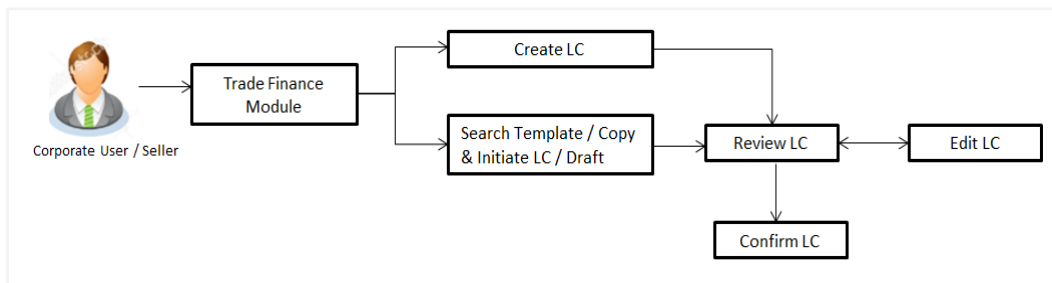 Corporate User / Seller
Trade Finance
Module
Create LC
Search Template / Copy
& Initiate LC / Draft
Review LC
Edit LC
Confirm LC